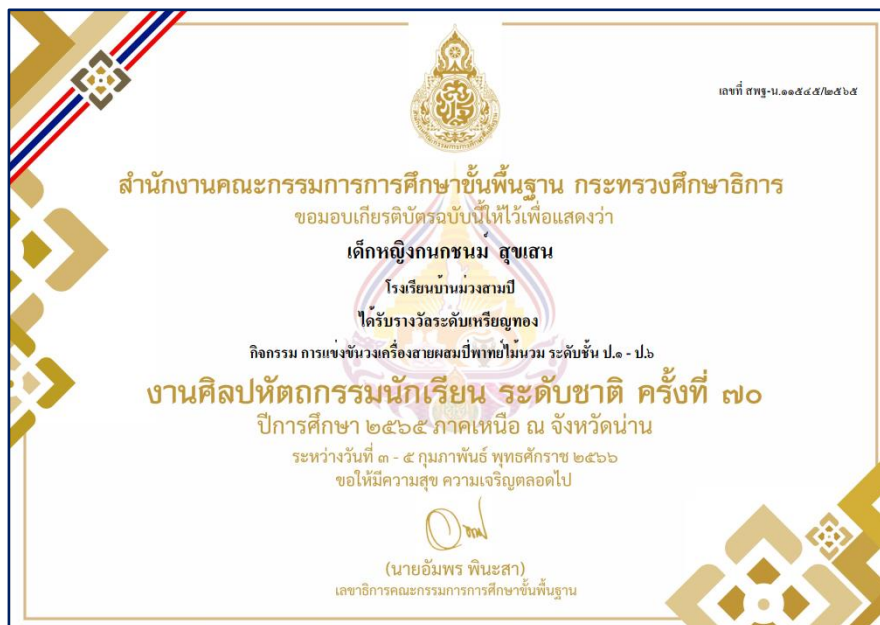 เลขที่ สพฐ-น.๑๑๕๔๕/๒๕๖๕
สำนักงานคณะกรรมการการศึกษาขั้นพื้นฐาน กระทรวงศึกษาธิการ
ขอมอบเกียรติบัตรฉบับนี้ให้ไว้เพื่อแสดงว่า
เด็กหญิงกนกชนม์ สุขเสน
โรงเรียนบ้านม่วงสามปี
ได้รับรางวัลระดับเหรียญทอง
กิจกรรม การแข่งขันวงเครื่องสายผสมปี่พาทย์ไม้นวม ระดับชั้น ป.๑ - ป.๖
งานศิลปหัตถกรรมนักเรียน ระดับชาติ ครั้งที่ ๗๐
ปีการศึกษา ๒๕๖๕ ภาคเหนือ ณ จังหวัดน่าน
ระหว่างวันที่ ๓ - ๕ กุมภาพันธ์ พุทธศักราช ๒๕๖๖
ขอให้มีความสุข ความเจริญตลอดไป
(นายอัมพร พินะสา)
เลขาธิการคณะกรรมการการศึกษาขั้นพื้นฐาน